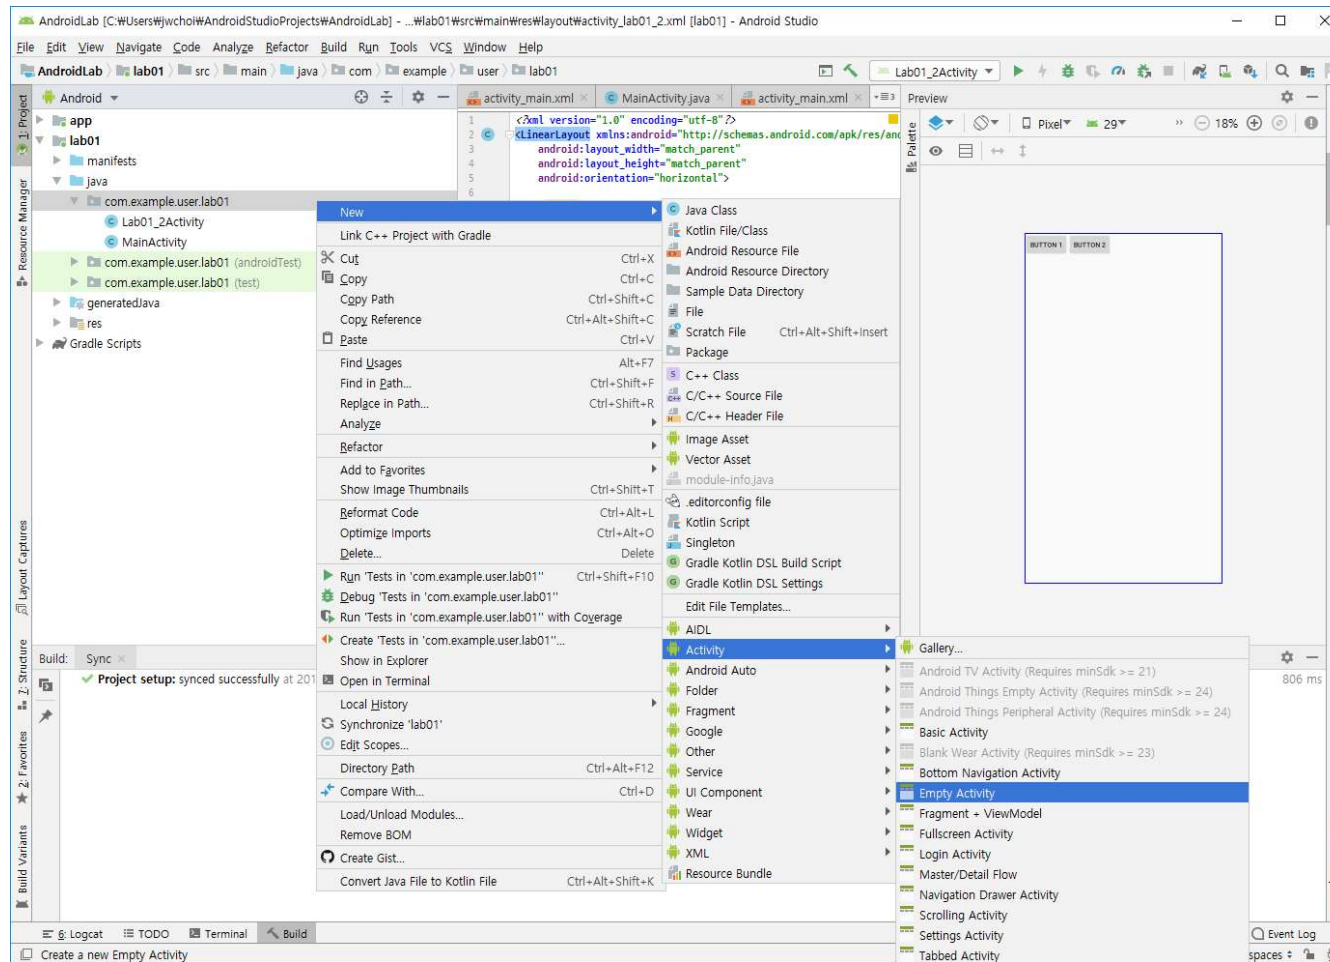 AndroidLab [C:₩Users₩jwchoi₩AndroidStudioProjects₩AndroidLab] - ...₩lab01₩src₩main₩res₩layout₩activity_lab01_2.xml [lab01] - Android Studio
File Edit View Navigate Code Analyze Refactor Build Run Tools VCS Window Help
AndroidLab lab01 src main java com example user lab01 Lab01_2Activity
Android activity_main.xml MainActivity.java activity_main.xml Preview
1: Project
Resource Manager
Layout Captures
7: Structure
2: Favorites
Build Variants
app
lab01
manifests
java
com.example.user.lab01
Lab01_2Activity
MainActivity
com.example.user.lab01 (androidTest)
com.example.user.lab01 (test)
generatedJava
res
Gradle Scripts
1 <?xml version="1.0" encoding="utf-8"?>
2 <LinearLayout xmlns:android="http://schemas.android.com/apk/res/and
3 android:layout_width="match_parent"
4 android:layout_height="match_parent"
5 android:orientation="horizontal">
6
Palette
Pixel 29 18%
BUTTON 1 BUTTON 2
New
Link C++ Project with Gradle
Cut Ctrl+X
Copy Ctrl+C
Copy Path Ctrl+Shift+C
Copy Reference Ctrl+Alt+Shift+C
Paste Ctrl+V
Find Usages Alt+F7
Find in Path... Ctrl+Shift+F
Replace in Path... Ctrl+Shift+R
Analyze
Refactor
Add to Favorites
Show Image Thumbnails Ctrl+Shift+T
Reformat Code Ctrl+Alt+L
Optimize Imports Ctrl+Alt+O
Delete... Delete
Run 'Tests in 'com.example.user.lab01'' Ctrl+Shift+F10
Debug 'Tests in 'com.example.user.lab01''
Run 'Tests in 'com.example.user.lab01'' with Coverage
Create 'Tests in 'com.example.user.lab01''...
Show in Explorer
Open in Terminal
Local History
Synchronize 'lab01'
Edit Scopes...
Directory Path Ctrl+Alt+F12
Compare With... Ctrl+D
Load/Unload Modules...
Remove BOM
Create Gist...
Convert Java File to Kotlin File Ctrl+Alt+Shift+K
Java Class
Kotlin File/Class
Android Resource File
Android Resource Directory
Sample Data Directory
File
Scratch File Ctrl+Alt+Shift+Insert
Package
C++ Class
C/C++ Source File
C/C++ Header File
Image Asset
Vector Asset
module-info.java
.editorconfig file
Kotlin Script
Singleton
Gradle Kotlin DSL Build Script
Gradle Kotlin DSL Settings
Edit File Templates...
AIDL
Activity
Android Auto
Folder
Fragment
Google
Other
Service
UI Component
Wear
Widget
XML
Resource Bundle
Gallery...
Android TV Activity (Requires minSdk >= 21)
Android Things Empty Activity (Requires minSdk >= 24)
Android Things Peripheral Activity (Requires minSdk >= 24)
Basic Activity
Blank Wear Activity (Requires minSdk >= 23)
Bottom Navigation Activity
Empty Activity
Fragment + ViewModel
Fullscreen Activity
Login Activity
Master/Detail Flow
Navigation Drawer Activity
Scrolling Activity
Settings Activity
Tabbed Activity
Build: Sync
Project setup: synced successfully at 201
806 ms
6: Logcat TODO Terminal Build Event Log
Create a new Empty Activity spaces